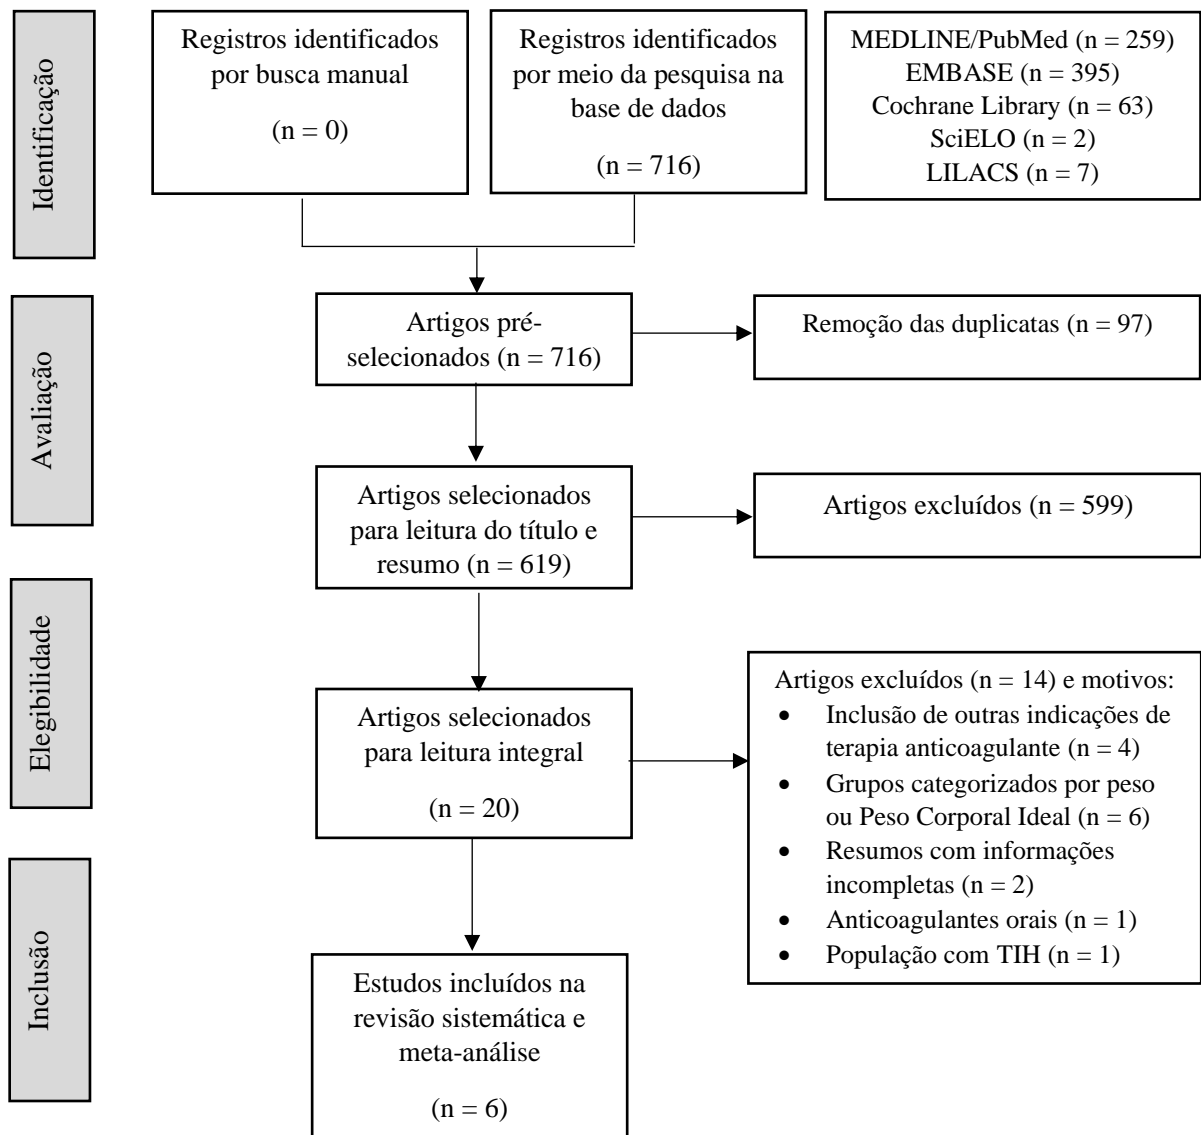 Identificação
Registros identificados
por busca manual
(n = 0)
Registros identificados
por meio da pesquisa na
base de dados
(n = 716)
MEDLINE/PubMed (n = 259)
EMBASE (n = 395)
Cochrane Library (n = 63)
SciELO (n = 2)
LILACS (n = 7)
Avaliação
Artigos pré-
selecionados (n = 716)
Remoção das duplicatas (n = 97)
Artigos selecionados
para leitura do título e
resumo (n = 619)
Artigos excluídos (n = 599)
Elegibilidade
Artigos selecionados
para leitura integral
(n = 20)
Artigos excluídos (n = 14) e motivos:
• Inclusão de outras indicações de
terapia anticoagulante (n = 4)
• Grupos categorizados por peso
ou Peso Corporal Ideal (n = 6)
• Resumos com informações
incompletas (n = 2)
• Anticoagulantes orais (n = 1)
• População com TIH (n = 1)
Inclusão
Estudos incluídos na
revisão sistemática e
meta-análise
(n = 6)